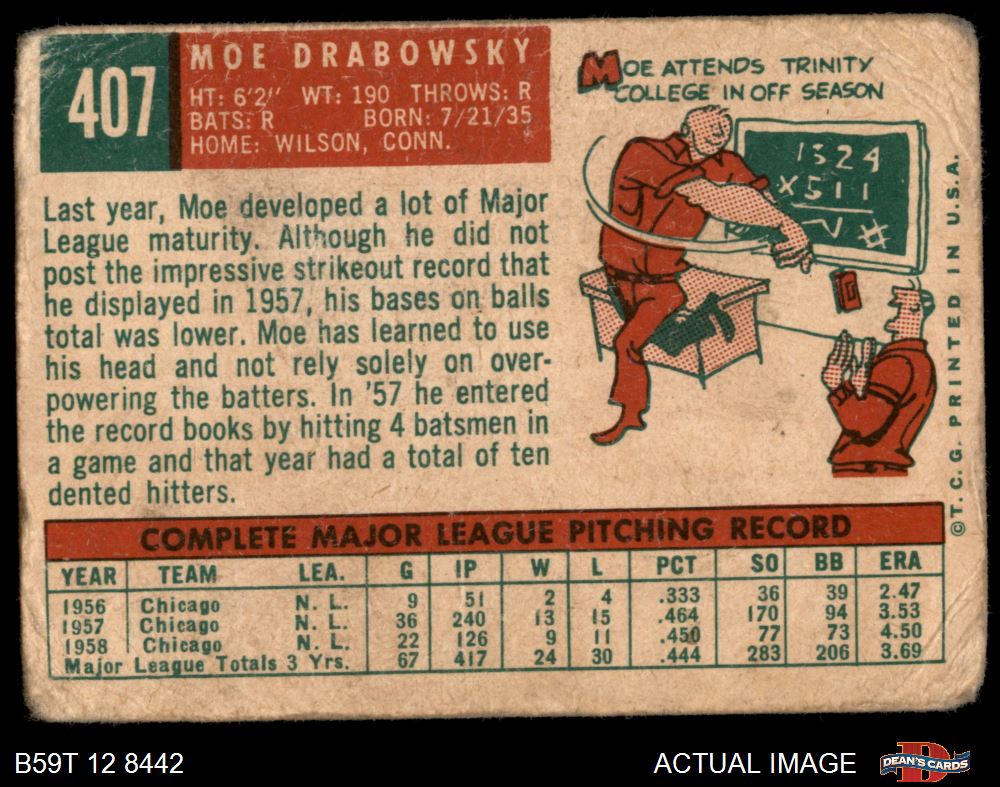 407
MOE DRABOWSKY
HT: 6'2" WT: 190 THROWS: R
BATS: R BORN: 7/21/35
HOME: WILSON, CONN.
MOE ATTENDS TRINITY
COLLEGE IN OFF SEASON
1324
X511
Last year, Moe developed a lot of Major
League maturity. Although he did not
post the impressive strikeout record that
he displayed in 1957, his bases on balls
total was lower. Moe has learned to use
his head and not rely solely on over-
powering the batters. In '57 he entered
the record books by hitting 4 batsmen in
a game and that year had a total of ten
dented hitters.
©T. C. G. PRINTED IN U.S.A.
COMPLETE MAJOR LEAGUE PITCHING RECORD
YEAR TEAM LEA. G IP W L PCT SO BB ERA
1956 Chicago N. L. 9 51 2 4 .333 36 39 2.47
1957 Chicago N. L. 36 240 13 15 .464 170 94 3.53
1958 Chicago N. L. 22 126 9 11 .450 77 73 4.50
Major League Totals 3 Yrs. 67 417 24 30 .444 283 206 3.69
B59T 12 8442
ACTUAL IMAGE
D
DEAN'S CARDS